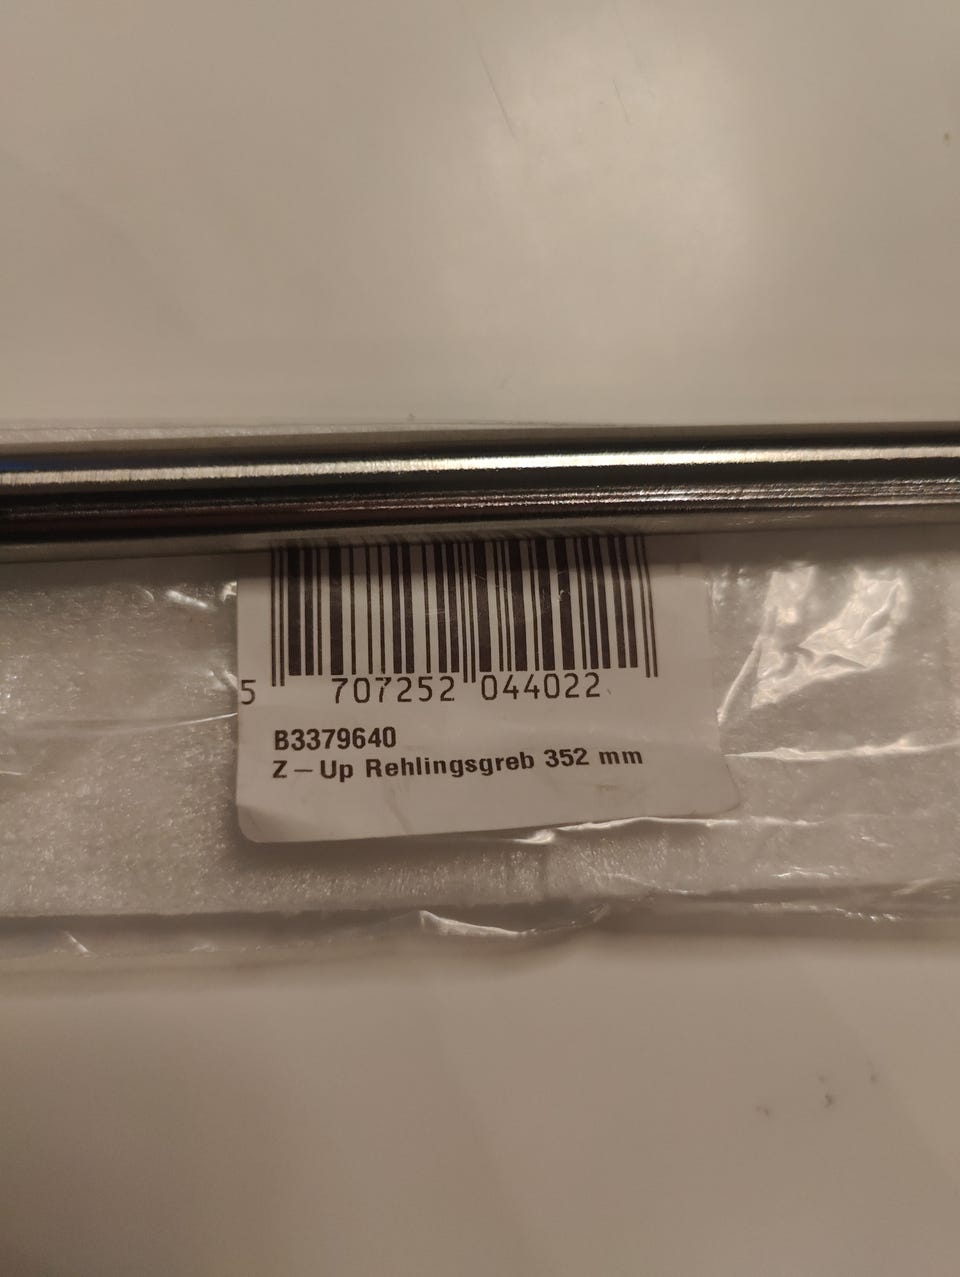 5 707252 044022
B3379640
Z-Up Rehlingsgreb 352 mm